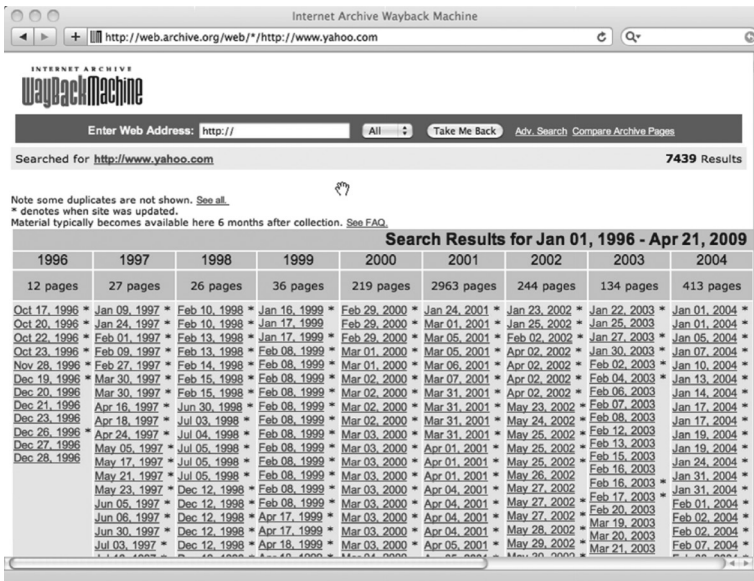 Internet Archive Wayback Machine
http://web.archive.org/web/*/http://www.yahoo.com
INTERNET ARCHIVE
WayBackMachine
Enter Web Address: http:// All Take Me Back Adv. Search Compare Archive Pages
Searched for http://www.yahoo.com 7439 Results
Note some duplicates are not shown. See all.
* denotes when site was updated.
Material typically becomes available here 6 months after collection. See FAQ.
Search Results for Jan 01, 1996 - Apr 21, 2009
1996 1997 1998 1999 2000 2001 2002 2003 2004
12 pages 27 pages 26 pages 36 pages 219 pages 2963 pages 244 pages 134 pages 413 pages
Oct 17, 1996 * Jan 09, 1997 * Feb 10, 1998 * Jan 16, 1999 * Feb 29, 2000 * Jan 24, 2001 * Jan 23, 2002 * Jan 22, 2003 * Jan 01, 2004 *
Oct 20, 1996 * Jan 24, 1997 * Feb 10, 1998 * Jan 17, 1999 Feb 29, 2000 * Mar 01, 2001 * Jan 25, 2002 * Jan 25, 2003 Jan 01, 2004 *
Oct 22, 1996 * Feb 01, 1997 * Feb 13, 1998 * Jan 17, 1999 * Feb 29, 2000 * Mar 05, 2001 * Feb 02, 2002 * Jan 27, 2003 * Jan 05, 2004 *
Oct 23, 1996 * Feb 09, 1997 * Feb 13, 1998 * Feb 08, 1999 * Mar 01, 2000 * Mar 05, 2001 * Apr 02, 2002 * Jan 30, 2003 * Jan 07, 2004 *
Nov 28, 1996 * Feb 27, 1997 * Feb 14, 1998 * Feb 08, 1999 * Mar 01, 2000 * Mar 06, 2001 * Apr 02, 2002 * Feb 02, 2003 * Jan 10, 2004 *
Dec 19, 1996 * Mar 30, 1997 * Feb 15, 1998 * Feb 08, 1999 * Mar 02, 2000 * Mar 07, 2001 * Apr 02, 2002 * Feb 04, 2003 * Jan 13, 2004 *
Dec 20, 1996 Mar 30, 1997 * Feb 15, 1998 * Feb 08, 1999 * Mar 02, 2000 * Mar 31, 2001 * Apr 02, 2002 * Feb 06, 2003 Jan 14, 2004 *
Dec 21, 1996 Apr 16, 1997 * Jun 30, 1998 * Feb 08, 1999 * Mar 02, 2000 * Mar 31, 2001 * May 23, 2002 * Feb 07, 2003 Jan 17, 2004 *
Dec 23, 1996 Apr 18, 1997 * Jul 03, 1998 * Feb 08, 1999 * Mar 02, 2000 * Mar 31, 2001 * May 24, 2002 * Feb 08, 2003 Jan 17, 2004 *
Dec 26, 1996 * Apr 24, 1997 * Jul 04, 1998 * Feb 08, 1999 * Mar 03, 2000 * Mar 31, 2001 * May 25, 2002 * Feb 12, 2003 Jan 19, 2004 *
Dec 27, 1996 May 05, 1997 * Jul 05, 1998 * Feb 08, 1999 * Mar 03, 2000 * Apr 01, 2001 * May 25, 2002 * Feb 13, 2003 Jan 19, 2004 *
Dec 28, 1996 May 17, 1997 * Jul 05, 1998 * Feb 08, 1999 * Mar 03, 2000 * Apr 01, 2001 * May 26, 2002 Feb 15, 2003 Jan 24, 2004 *
May 21, 1997 * Jul 05, 1998 * Feb 08, 1999 * Mar 03, 2000 * Apr 01, 2001 * May 27, 2002 Feb 16, 2003 Jan 31, 2004 *
May 23, 1997 * Dec 12, 1998 * Feb 08, 1999 * Mar 03, 2000 * Apr 04, 2001 * May 27, 2002 * Feb 16, 2003 * Jan 31, 2004 *
Jun 05, 1997 * Dec 12, 1998 * Feb 08, 1999 * Mar 03, 2000 * Apr 04, 2001 * May 27, 2002 * Feb 17, 2003 * Feb 01, 2004 *
Jun 06, 1997 * Dec 12, 1998 * Apr 17, 1999 * Mar 03, 2000 * Apr 04, 2001 * May 28, 2002 * Feb 20, 2003 Feb 02, 2004 *
Jun 30, 1997 * Dec 12, 1998 * Apr 17, 1999 * Mar 03, 2000 * Apr 04, 2001 * May 29, 2002 * Mar 19, 2003 Feb 02, 2004 *
Jul 03, 1997 * Dec 12, 1998 * Apr 18, 1999 * Mar 03, 2000 * Apr 05, 2001 * Mar 20, 2003 Feb 07, 2004 *
Mar 21, 2003